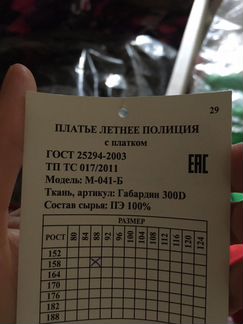 29
ПЛАТЬЕ ЛЕТНЕЕ ПОЛИЦИЯ
с платком
ГОСТ 25294-2003
ТП ТС 017/2011
EAC
Модель: М-041-Б
Ткань, артикул: Габардин 300D
Состав сырья: ПЭ 100%
РАЗМЕР
РОСТ 80 84 88 92 96 100 104 108 112 116 120 124
152
158
164
170
176
182
188